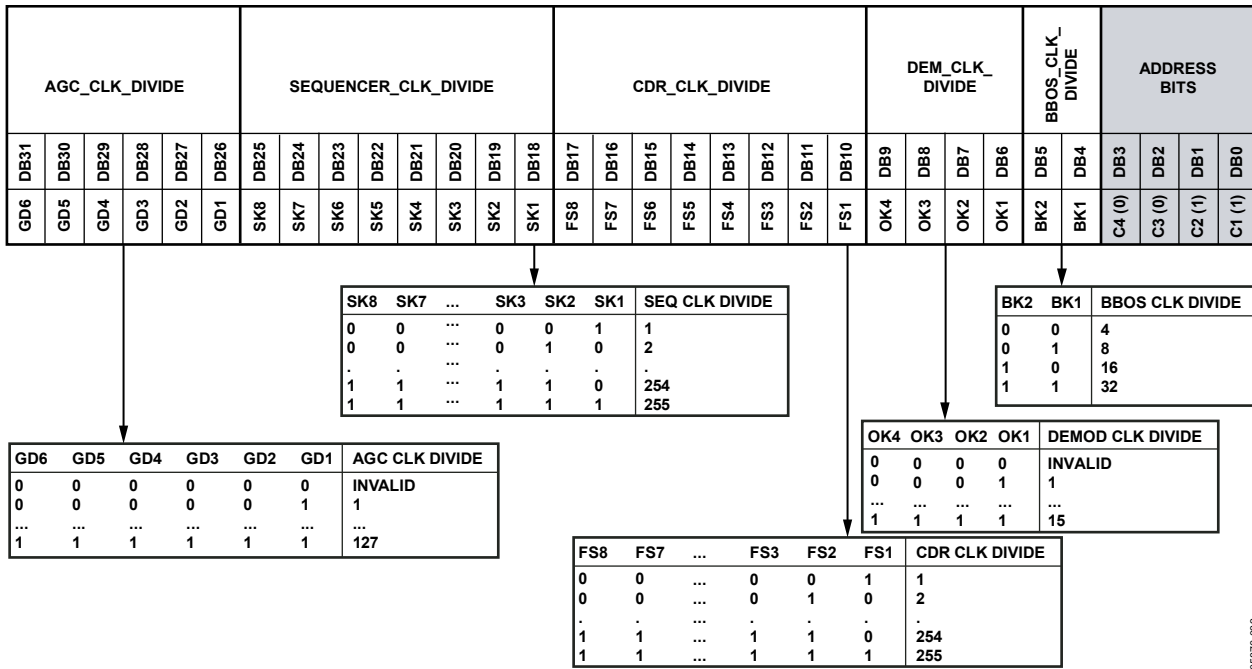 AGC_CLK_DIVIDE SEQUENCER_CLK_DIVIDE CDR_CLK_DIVIDE DEM_CLK_ DIVIDE BBOS_CLK_ DIVIDE ADDRESS BITS
DB31 DB30 DB29 DB28 DB27 DB26 DB25 DB24 DB23 DB22 DB21 DB20 DB19 DB18 DB17 DB16 DB15 DB14 DB13 DB12 DB11 DB10 DB9 DB8 DB7 DB6 DB5 DB4 DB3 DB2 DB1 DB0
GD6 GD5 GD4 GD3 GD2 GD1 SK8 SK7 SK6 SK5 SK4 SK3 SK2 SK1 FS8 FS7 FS6 FS5 FS4 FS3 FS2 FS1 OK4 OK3 OK2 OK1 BK2 BK1 C4 (0) C3 (0) C2 (1) C1 (1)
SK8 SK7 ... SK3 SK2 SK1 SEQ CLK DIVIDE
0 0 ... 0 0 1 1
0 0 ... 0 1 0 2
. . ... . . . .
1 1 ... 1 1 0 254
1 1 ... 1 1 1 255
BK2 BK1 BBOS CLK DIVIDE
0 0 4
0 1 8
1 0 16
1 1 32
GD6 GD5 GD4 GD3 GD2 GD1 AGC CLK DIVIDE
0 0 0 0 0 0 INVALID
0 0 0 0 0 1 1
... ... ... ... ... ... ...
1 1 1 1 1 1 127
OK4 OK3 OK2 OK1 DEMOD CLK DIVIDE
0 0 0 0 INVALID
0 0 0 1 1
... ... ... ... ...
1 1 1 1 15
FS8 FS7 ... FS3 FS2 FS1 CDR CLK DIVIDE
0 0 ... 0 0 1 1
0 0 ... 0 1 0 2
. . ... . . . .
1 1 ... 1 1 0 254
1 1 ... 1 1 1 255